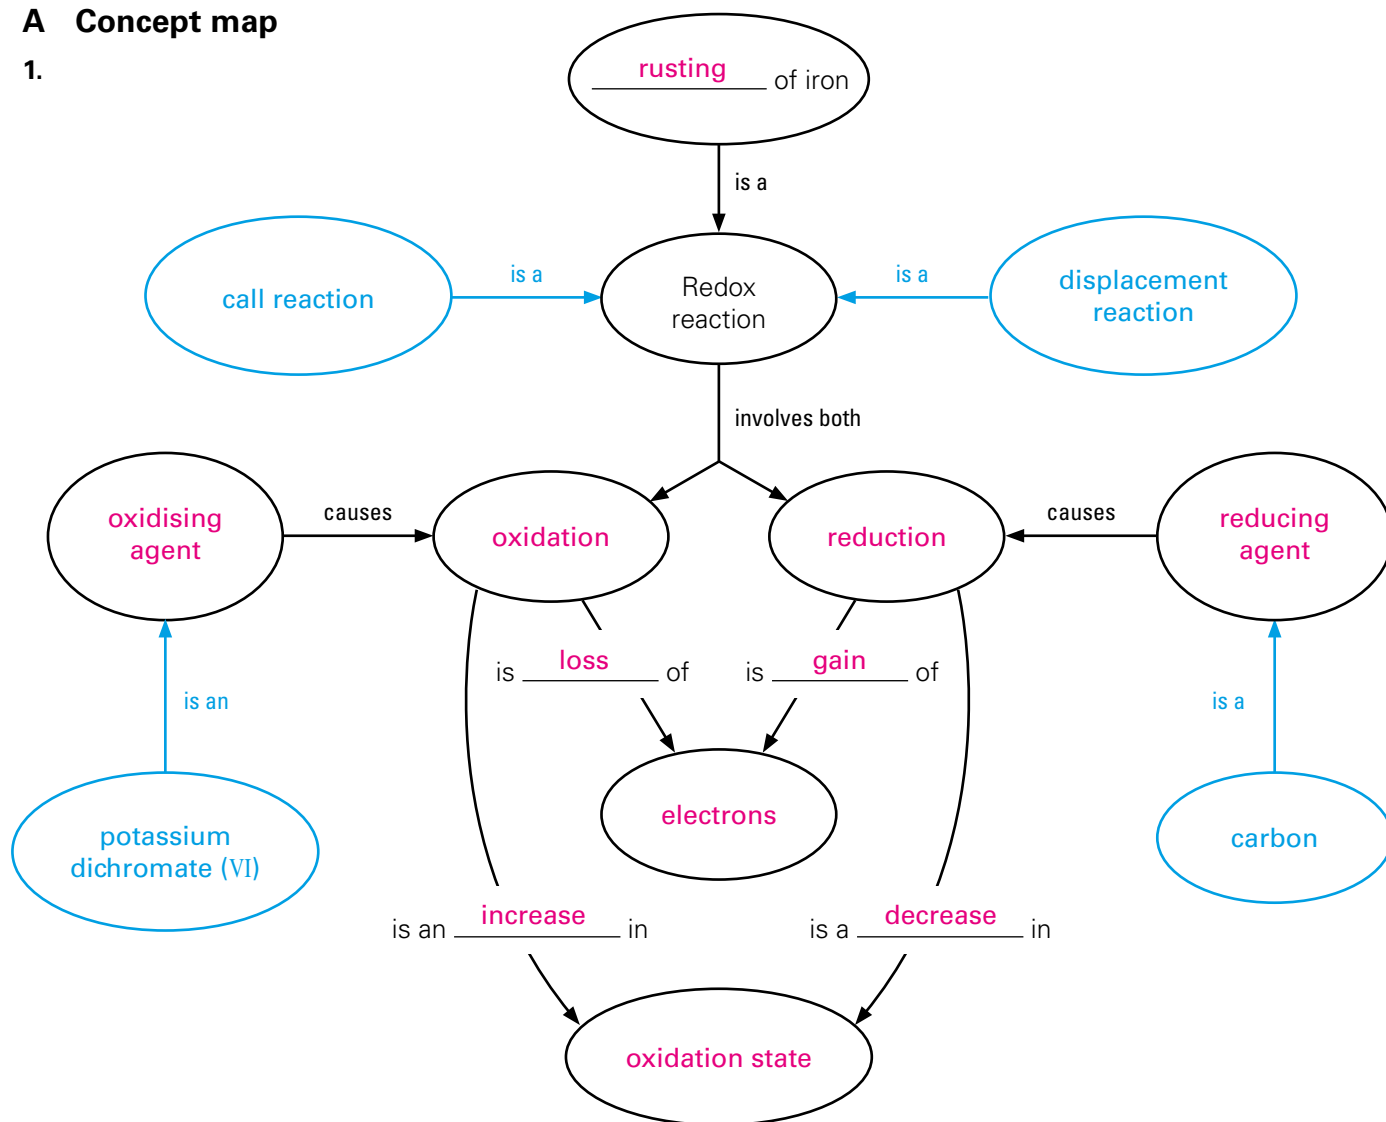 A Concept map
1.
rusting of iron
is a
call reaction
is a
Redox
reaction
is a
displacement
reaction
involves both
oxidising
agent
causes
oxidation
reduction
causes
reducing
agent
is loss of
is gain of
is an
is a
electrons
potassium
dichromate (VI)
carbon
is an increase in
is a decrease in
oxidation state